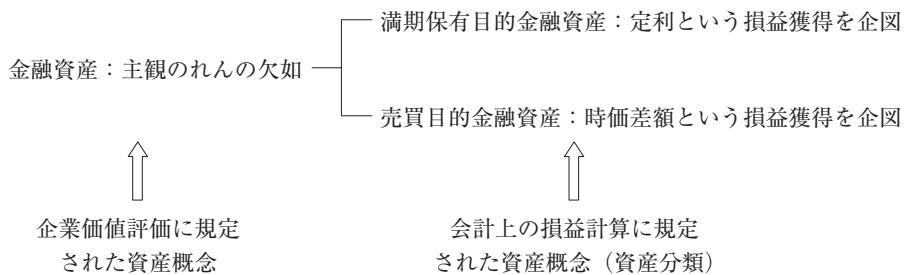 満期保有目的金融資産：定利という損益獲得を企図
金融資産：主観のれんの欠如
売買目的金融資産：時価差額という損益獲得を企図
企業価値評価に規定
された資産概念
会計上の損益計算に規定
された資産概念（資産分類）